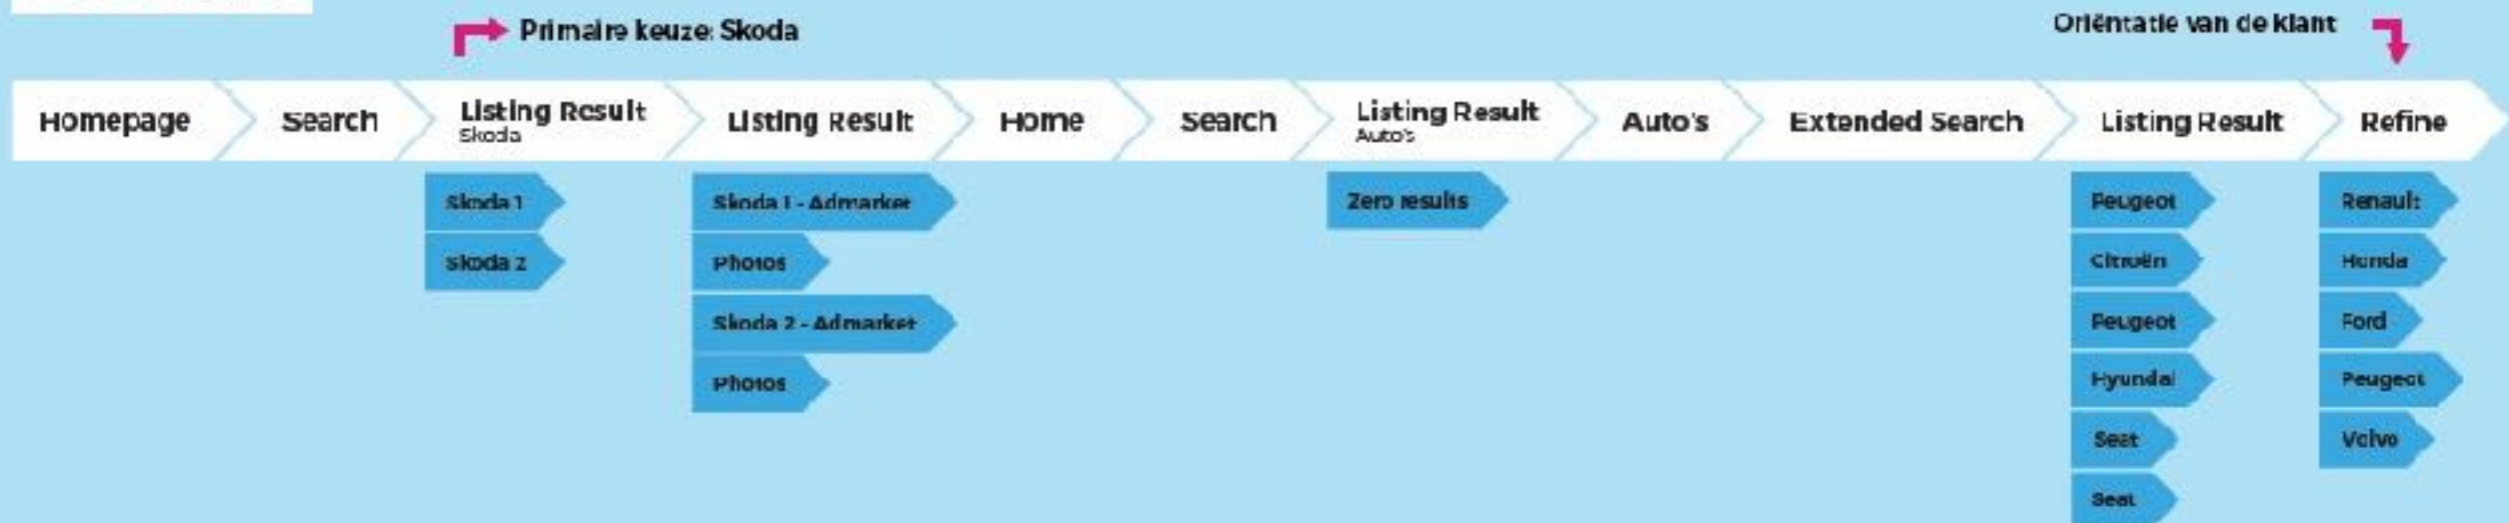 Primaire keuze: Skoda
Oriëntatie van de klant
Homepage
Search
Listing Result
Skoda
Listing Result
Home
Search
Listing Result
Auto's
Auto's
Extended Search
Listing Result
Refine
Skoda 1
Skoda 2
Skoda 1 - Admarket
Photos
Skoda 2 - Admarket
Photos
Zero results
Peugeot
Citroën
Peugeot
Hyundai
Seat
Seat
Renault
Honda
Ford
Peugeot
Volvo